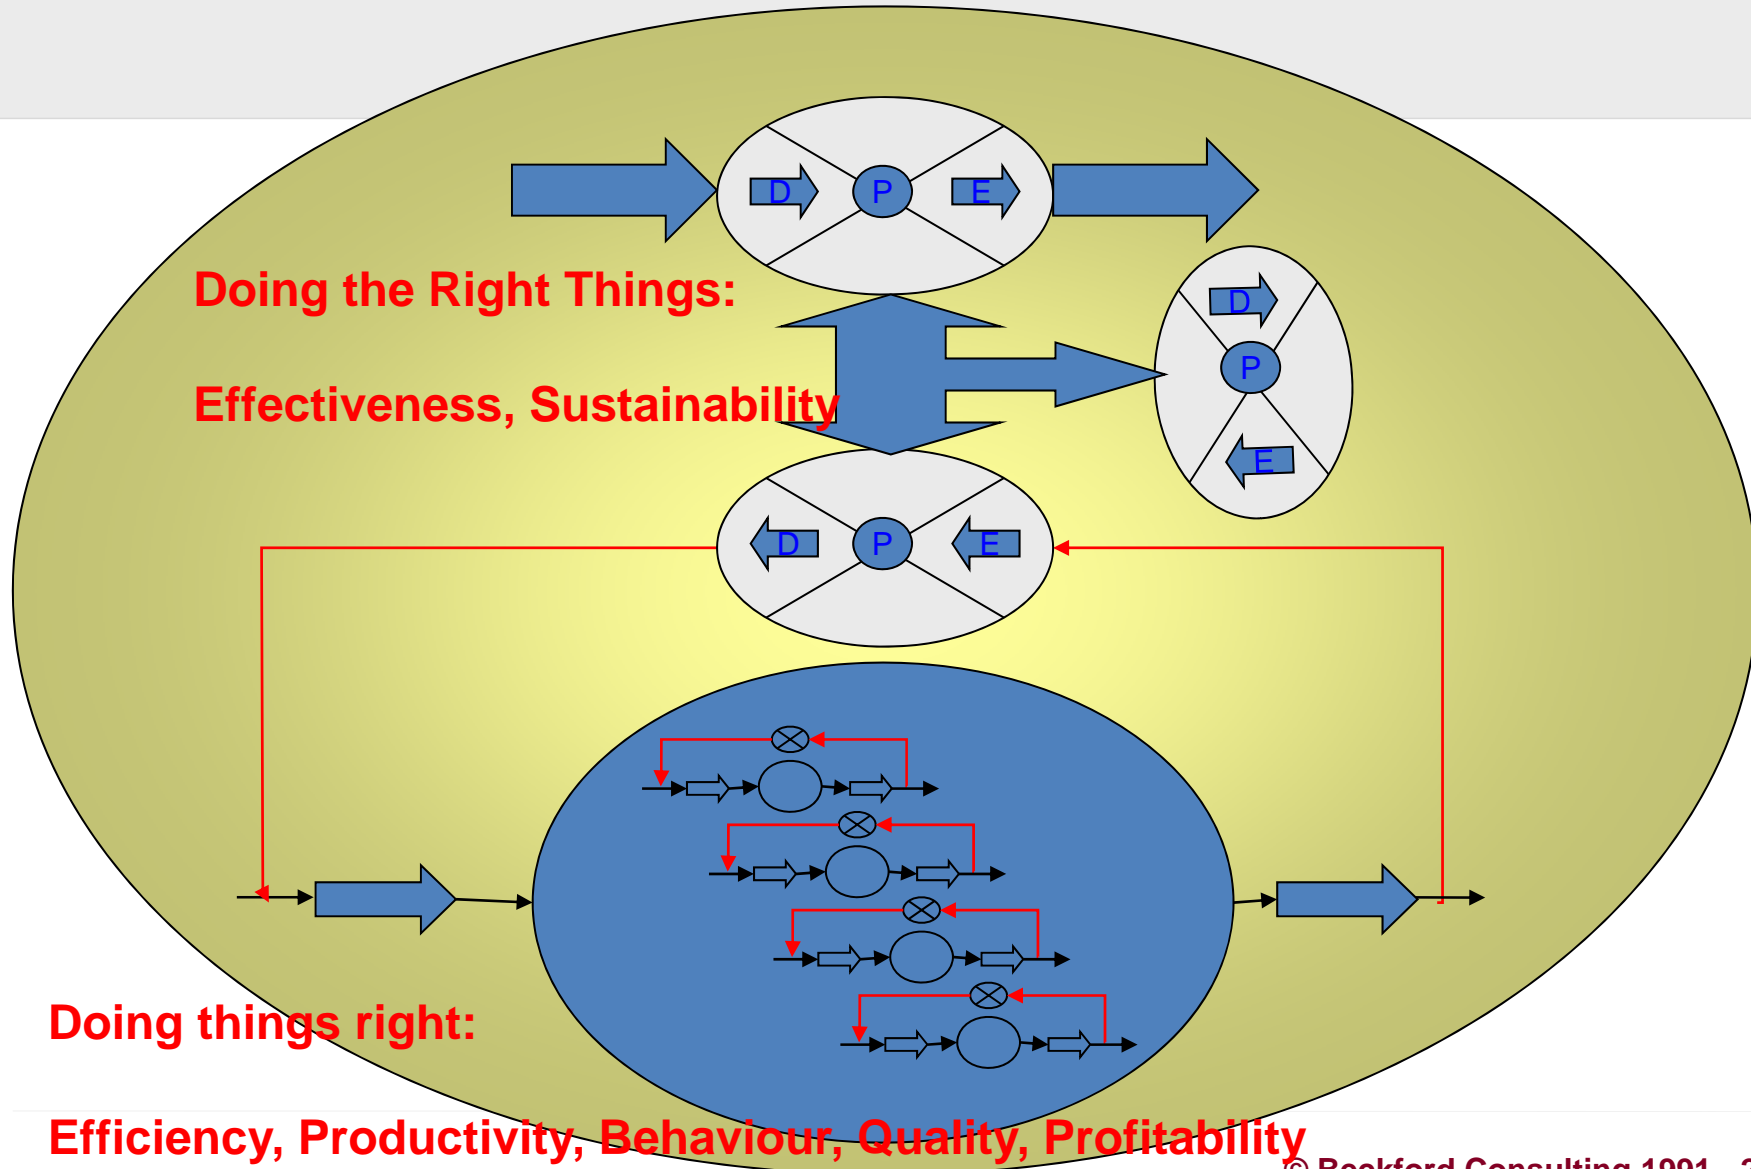 D P E
Doing the Right Things:
D
P
Effectiveness, Sustainability
E
D P E
Doing things right:
Efficiency, Productivity, Behaviour, Quality, Profitability
© Beckford Consulting 1991